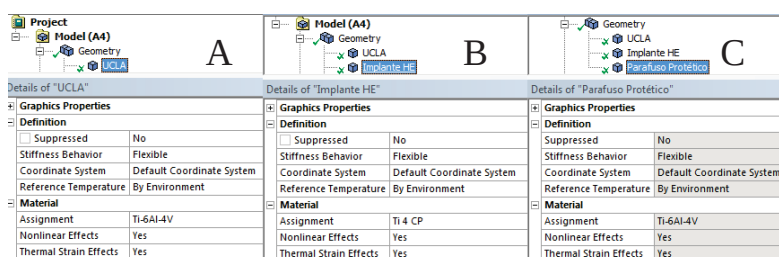 Project
Model (A4)
Geometry
UCLA
A
Details of "UCLA"
Graphics Properties
Definition
Suppressed No
Stiffness Behavior Flexible
Coordinate System Default Coordinate System
Reference Temperature By Environment
Material
Assignment Ti-6Al-4V
Nonlinear Effects Yes
Thermal Strain Effects Yes
Model (A4)
Geometry
UCLA
Implante HE
B
Details of "Implante HE"
Graphics Properties
Definition
Suppressed No
Stiffness Behavior Flexible
Coordinate System Default Coordinate System
Reference Temperature By Environment
Material
Assignment Ti 4 CP
Nonlinear Effects Yes
Thermal Strain Effects Yes
Geometry
UCLA
Implante HE
Parafuso Protético
C
Details of "Parafuso Protético"
Graphics Properties
Definition
Suppressed No
Stiffness Behavior Flexible
Coordinate System Default Coordinate System
Reference Temperature By Environment
Material
Assignment Ti-6Al-4V
Nonlinear Effects Yes
Thermal Strain Effects Yes